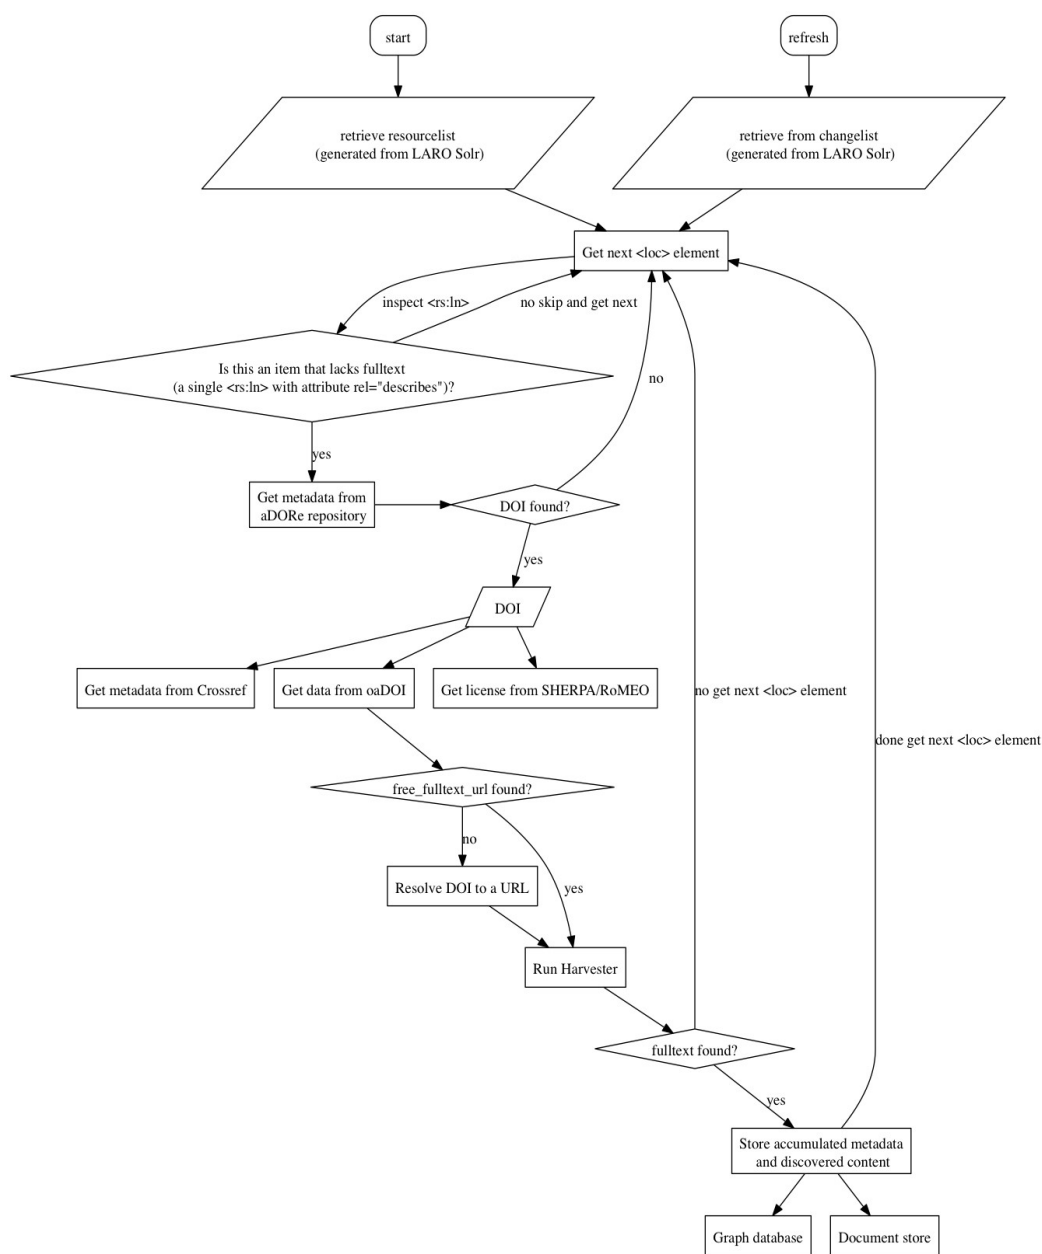 start
refresh
retrieve resourcelist
(generated from LARO Solr)
retrieve from changelist
(generated from LARO Solr)
Get next <loc> element
inspect <rs:ln>
no skip and get next
Is this an item that lacks fulltext
(a single <rs:ln> with attribute rel="describes")?
no
yes
Get metadata from
aDORe repository
DOI found?
yes
DOI
Get metadata from Crossref
Get data from oaDOI
Get license from SHERPA/RoMEO
no get next <loc> element
done get next <loc> element
free_fulltext_url found?
no
Resolve DOI to a URL
yes
Run Harvester
fulltext found?
yes
Store accumulated metadata
and discovered content
Graph database
Document store